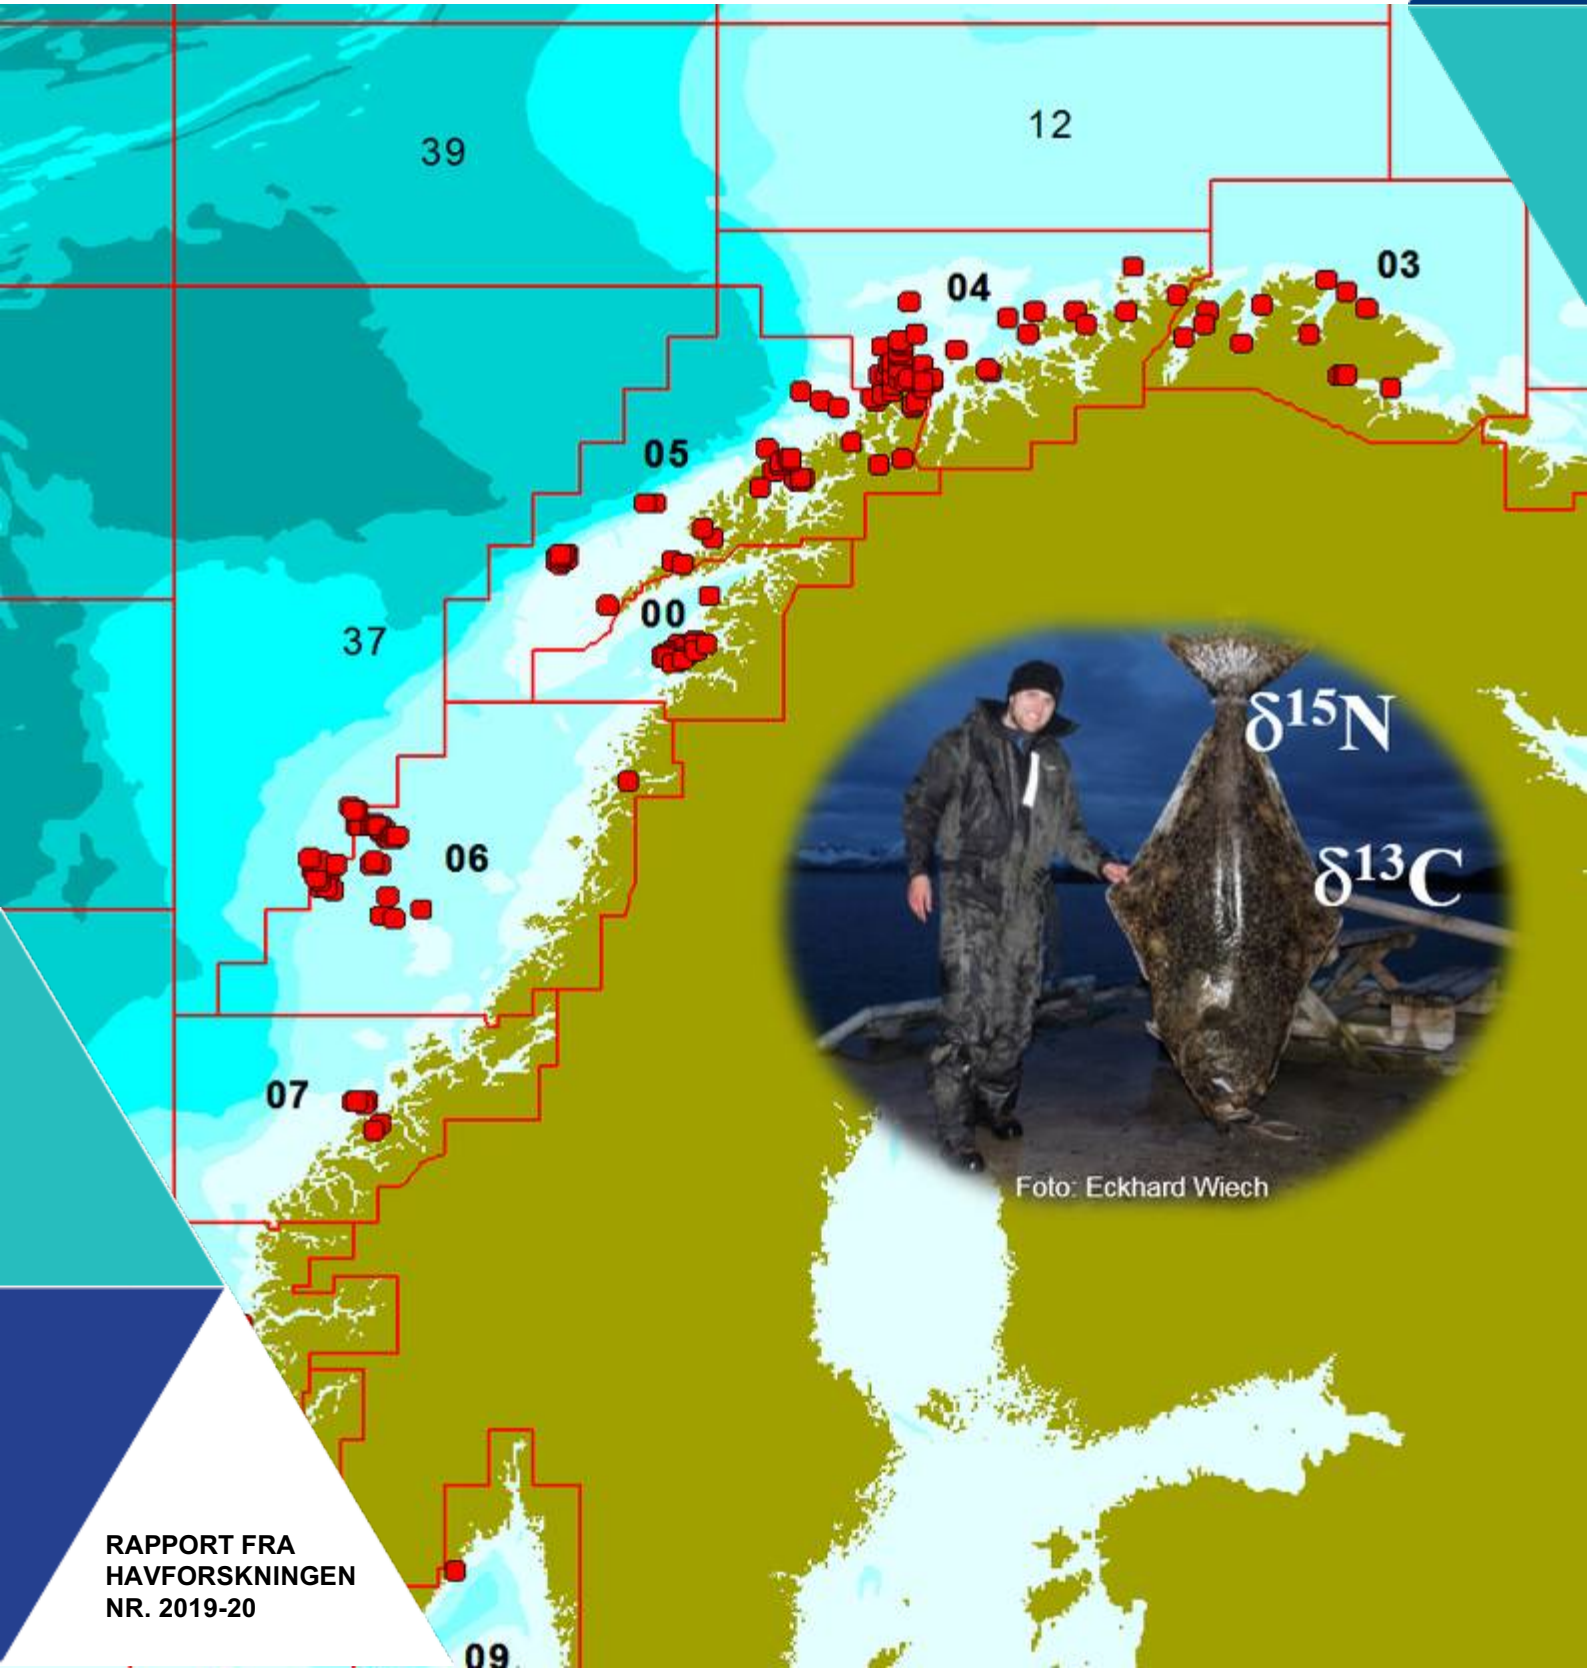 12
39
03
04
05
00
37
δ¹⁵N
δ¹³C
06
07
Foto: Eckhard Wiech
RAPPORT FRA
HAVFORSKNINGEN
NR. 2019-20
09